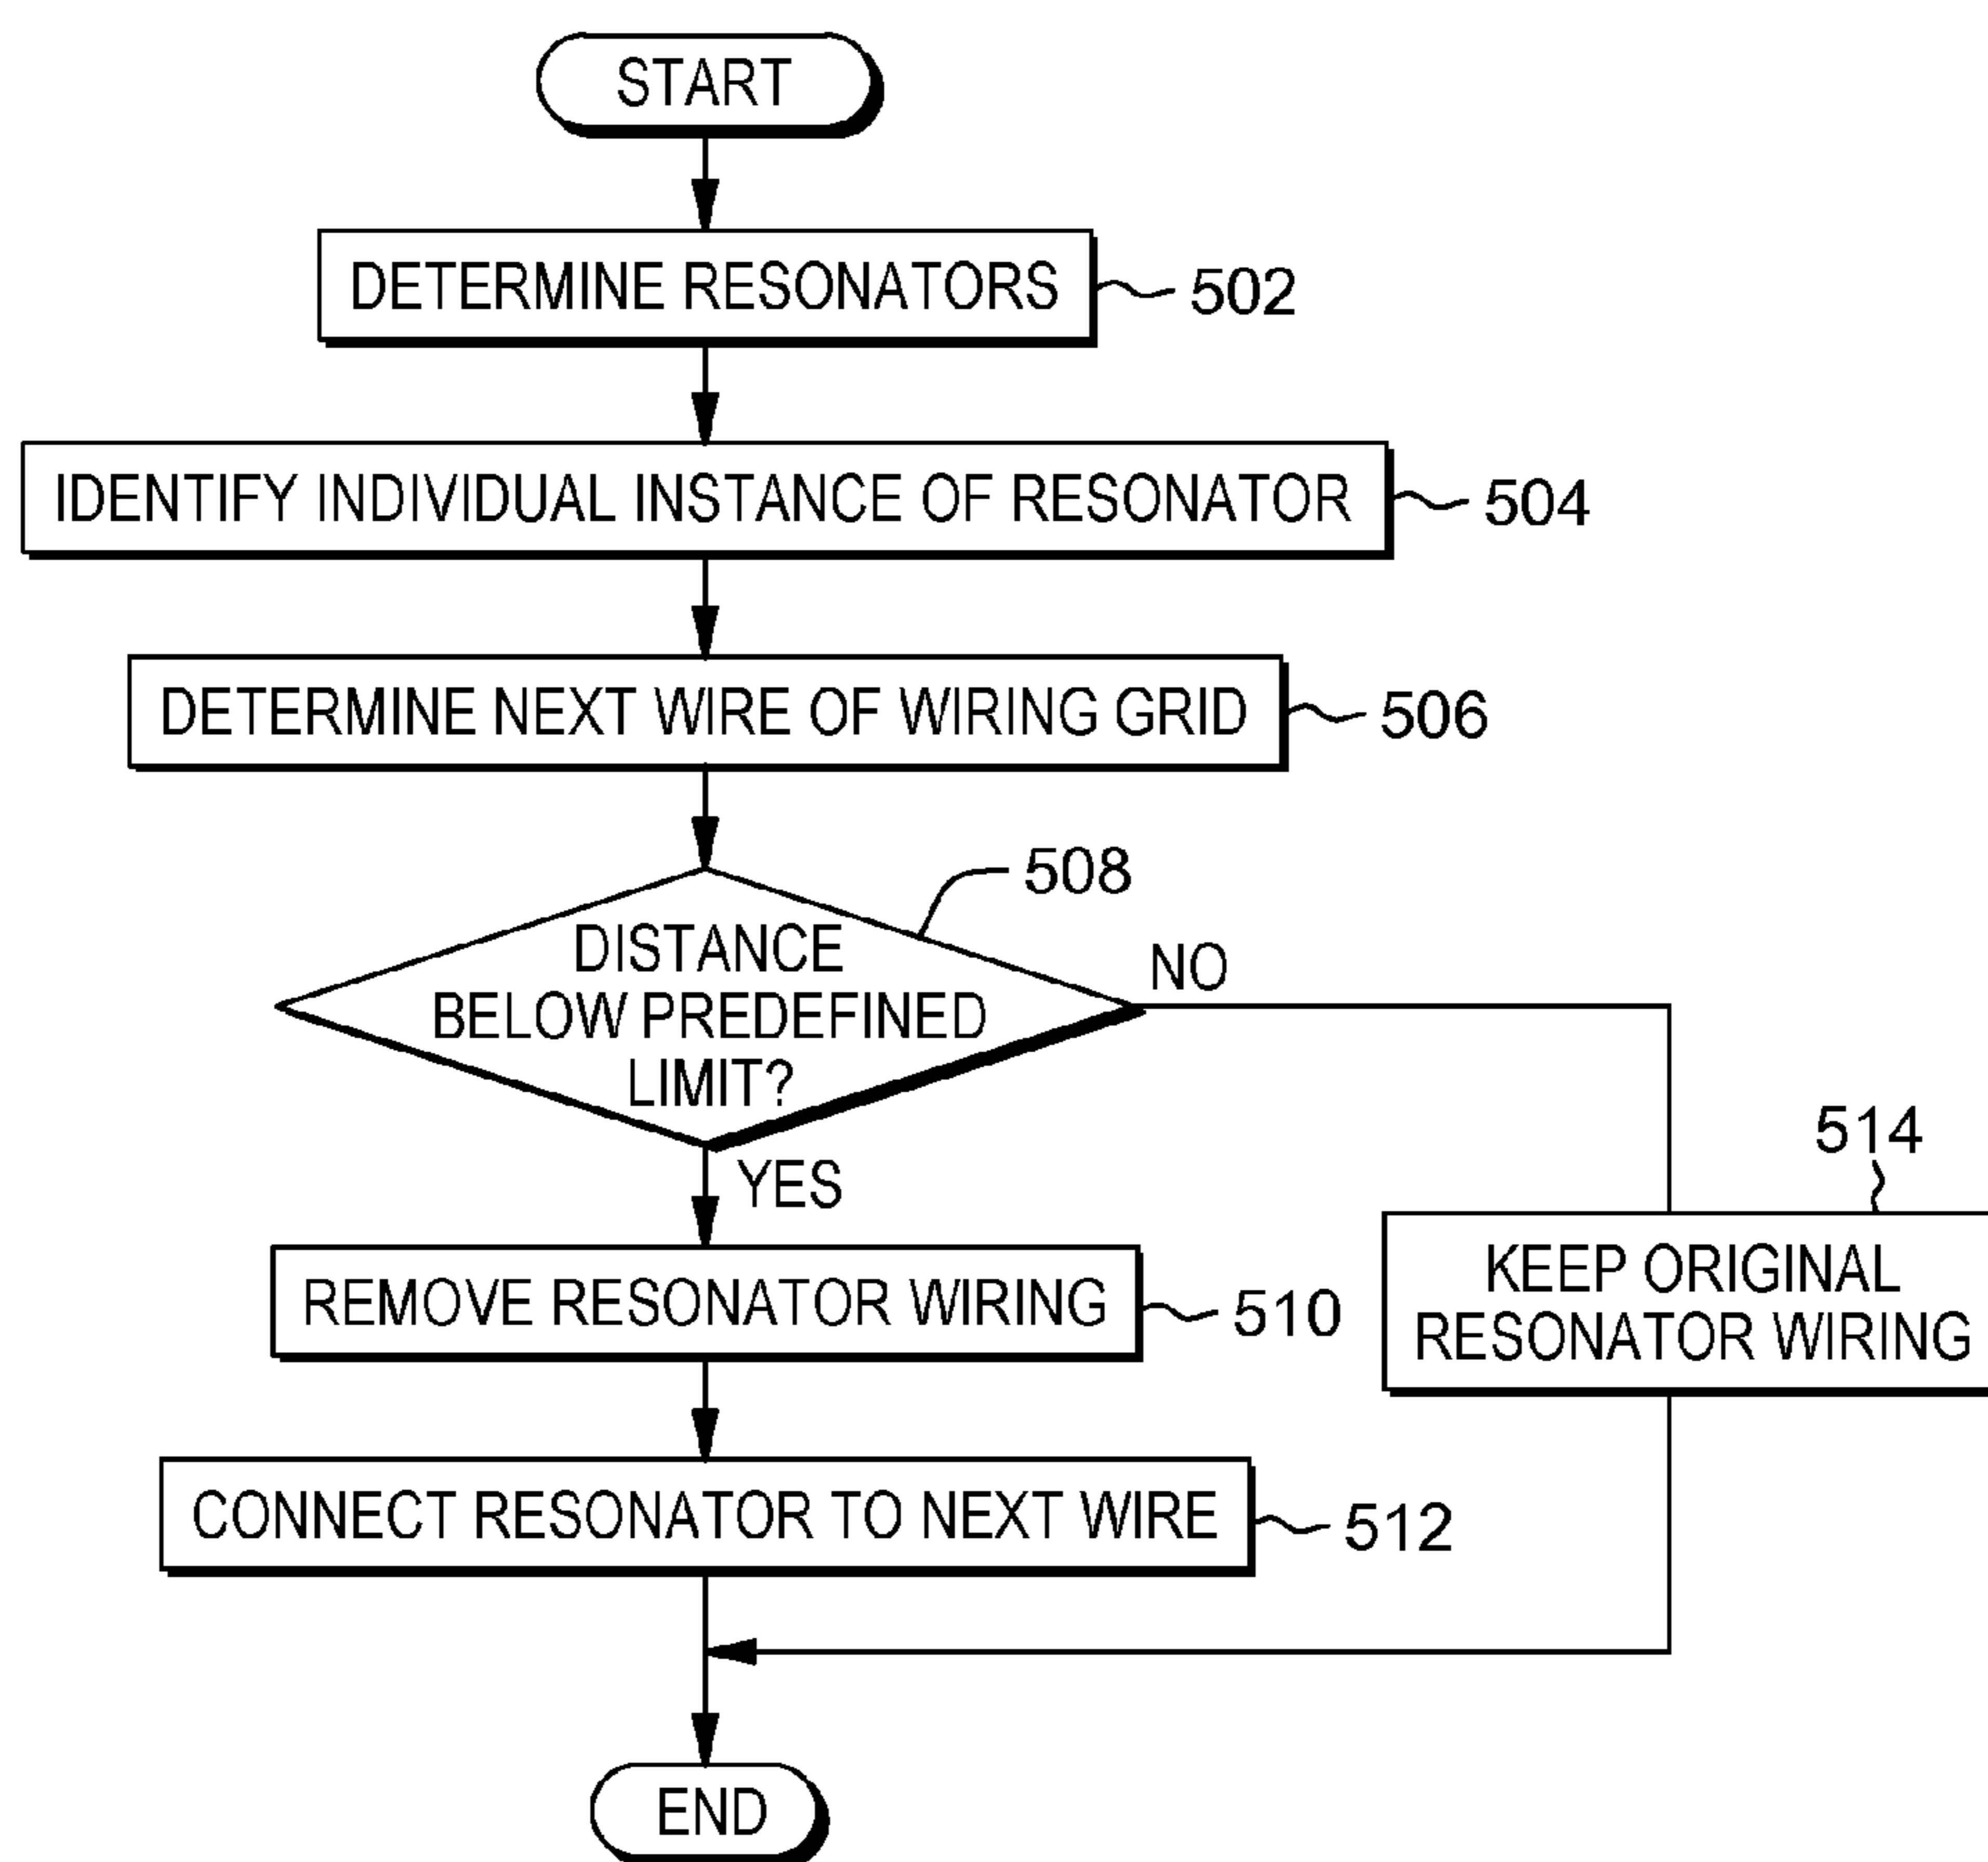 START
DETERMINE RESONATORS
502
IDENTIFY INDIVIDUAL INSTANCE OF RESONATOR
504
DETERMINE NEXT WIRE OF WIRING GRID
506
508
DISTANCE
BELOW PREDEFINED
LIMIT?
NO
YES
514
KEEP ORIGINAL
RESONATOR WIRING
REMOVE RESONATOR WIRING
510
CONNECT RESONATOR TO NEXT WIRE
512
END